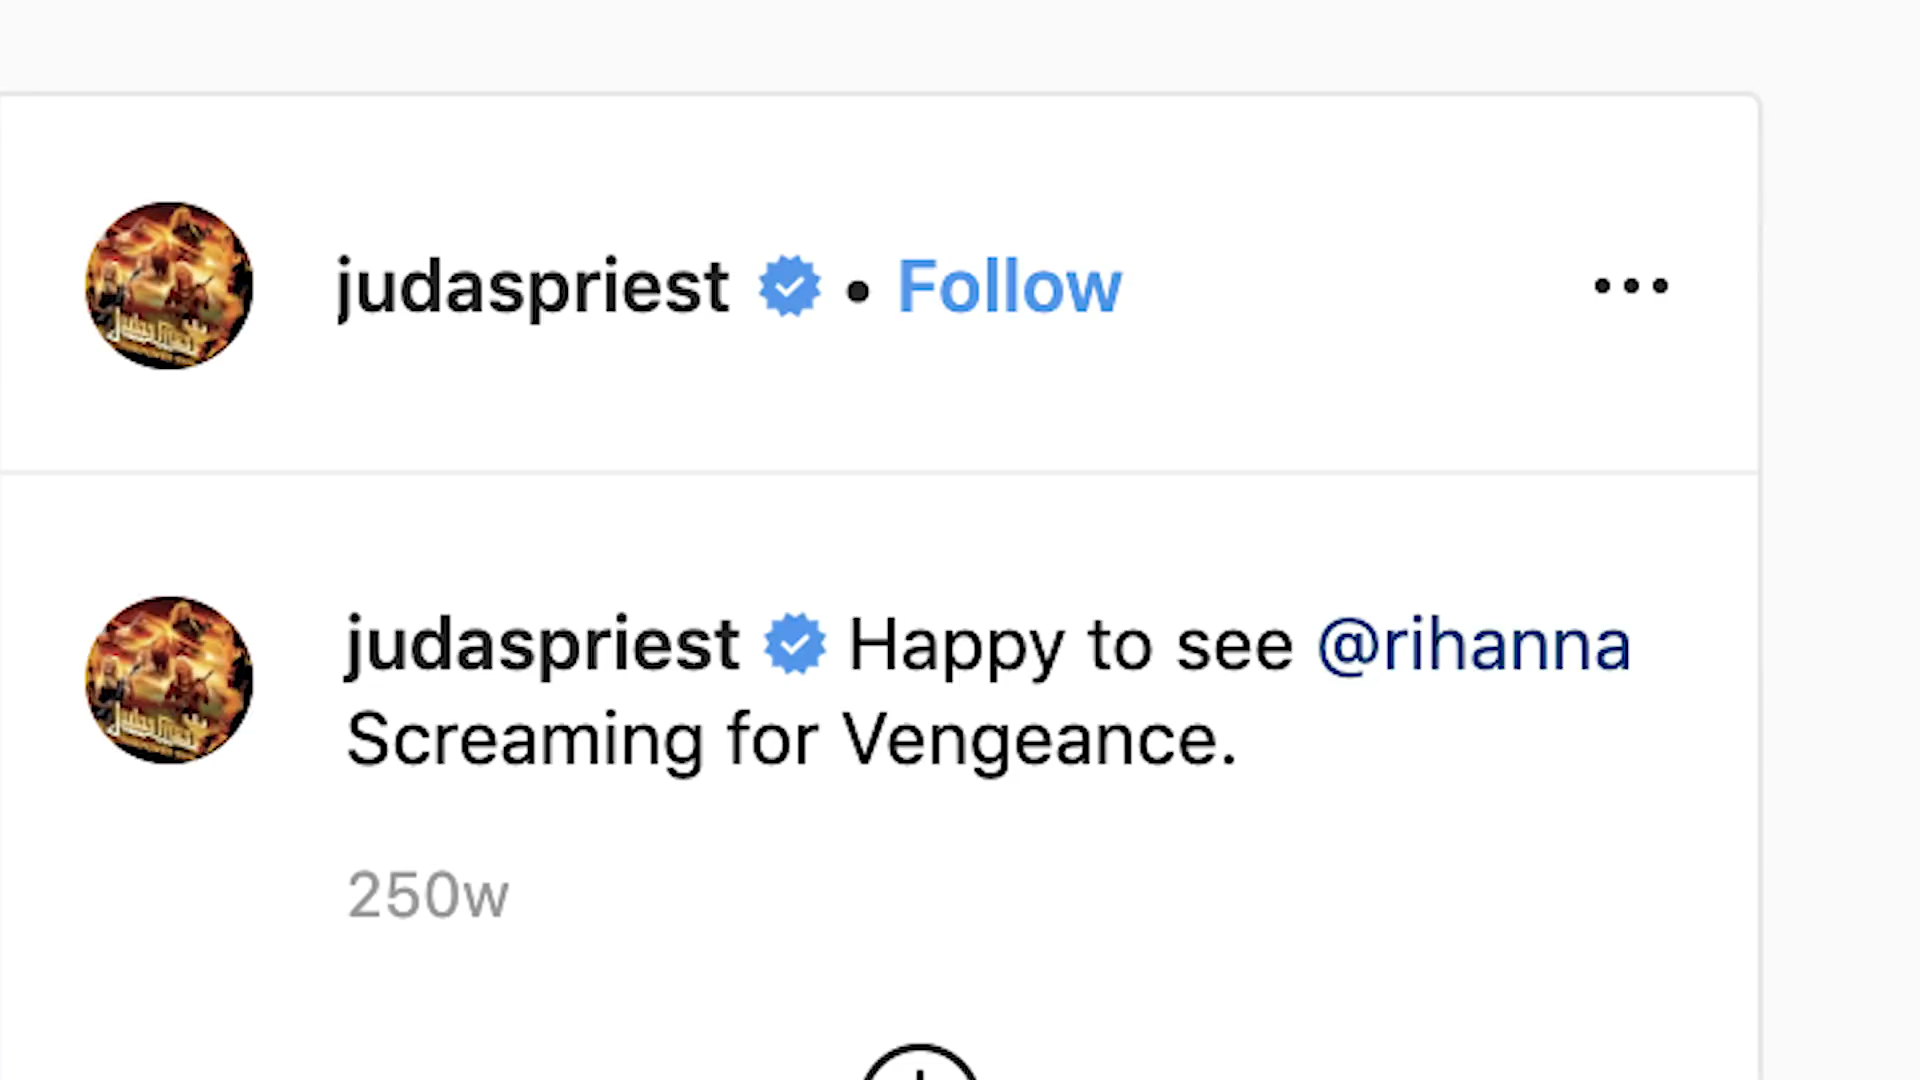 judaspriest • Follow
judaspriest Happy to see @rihanna
Screaming for Vengeance.
250w